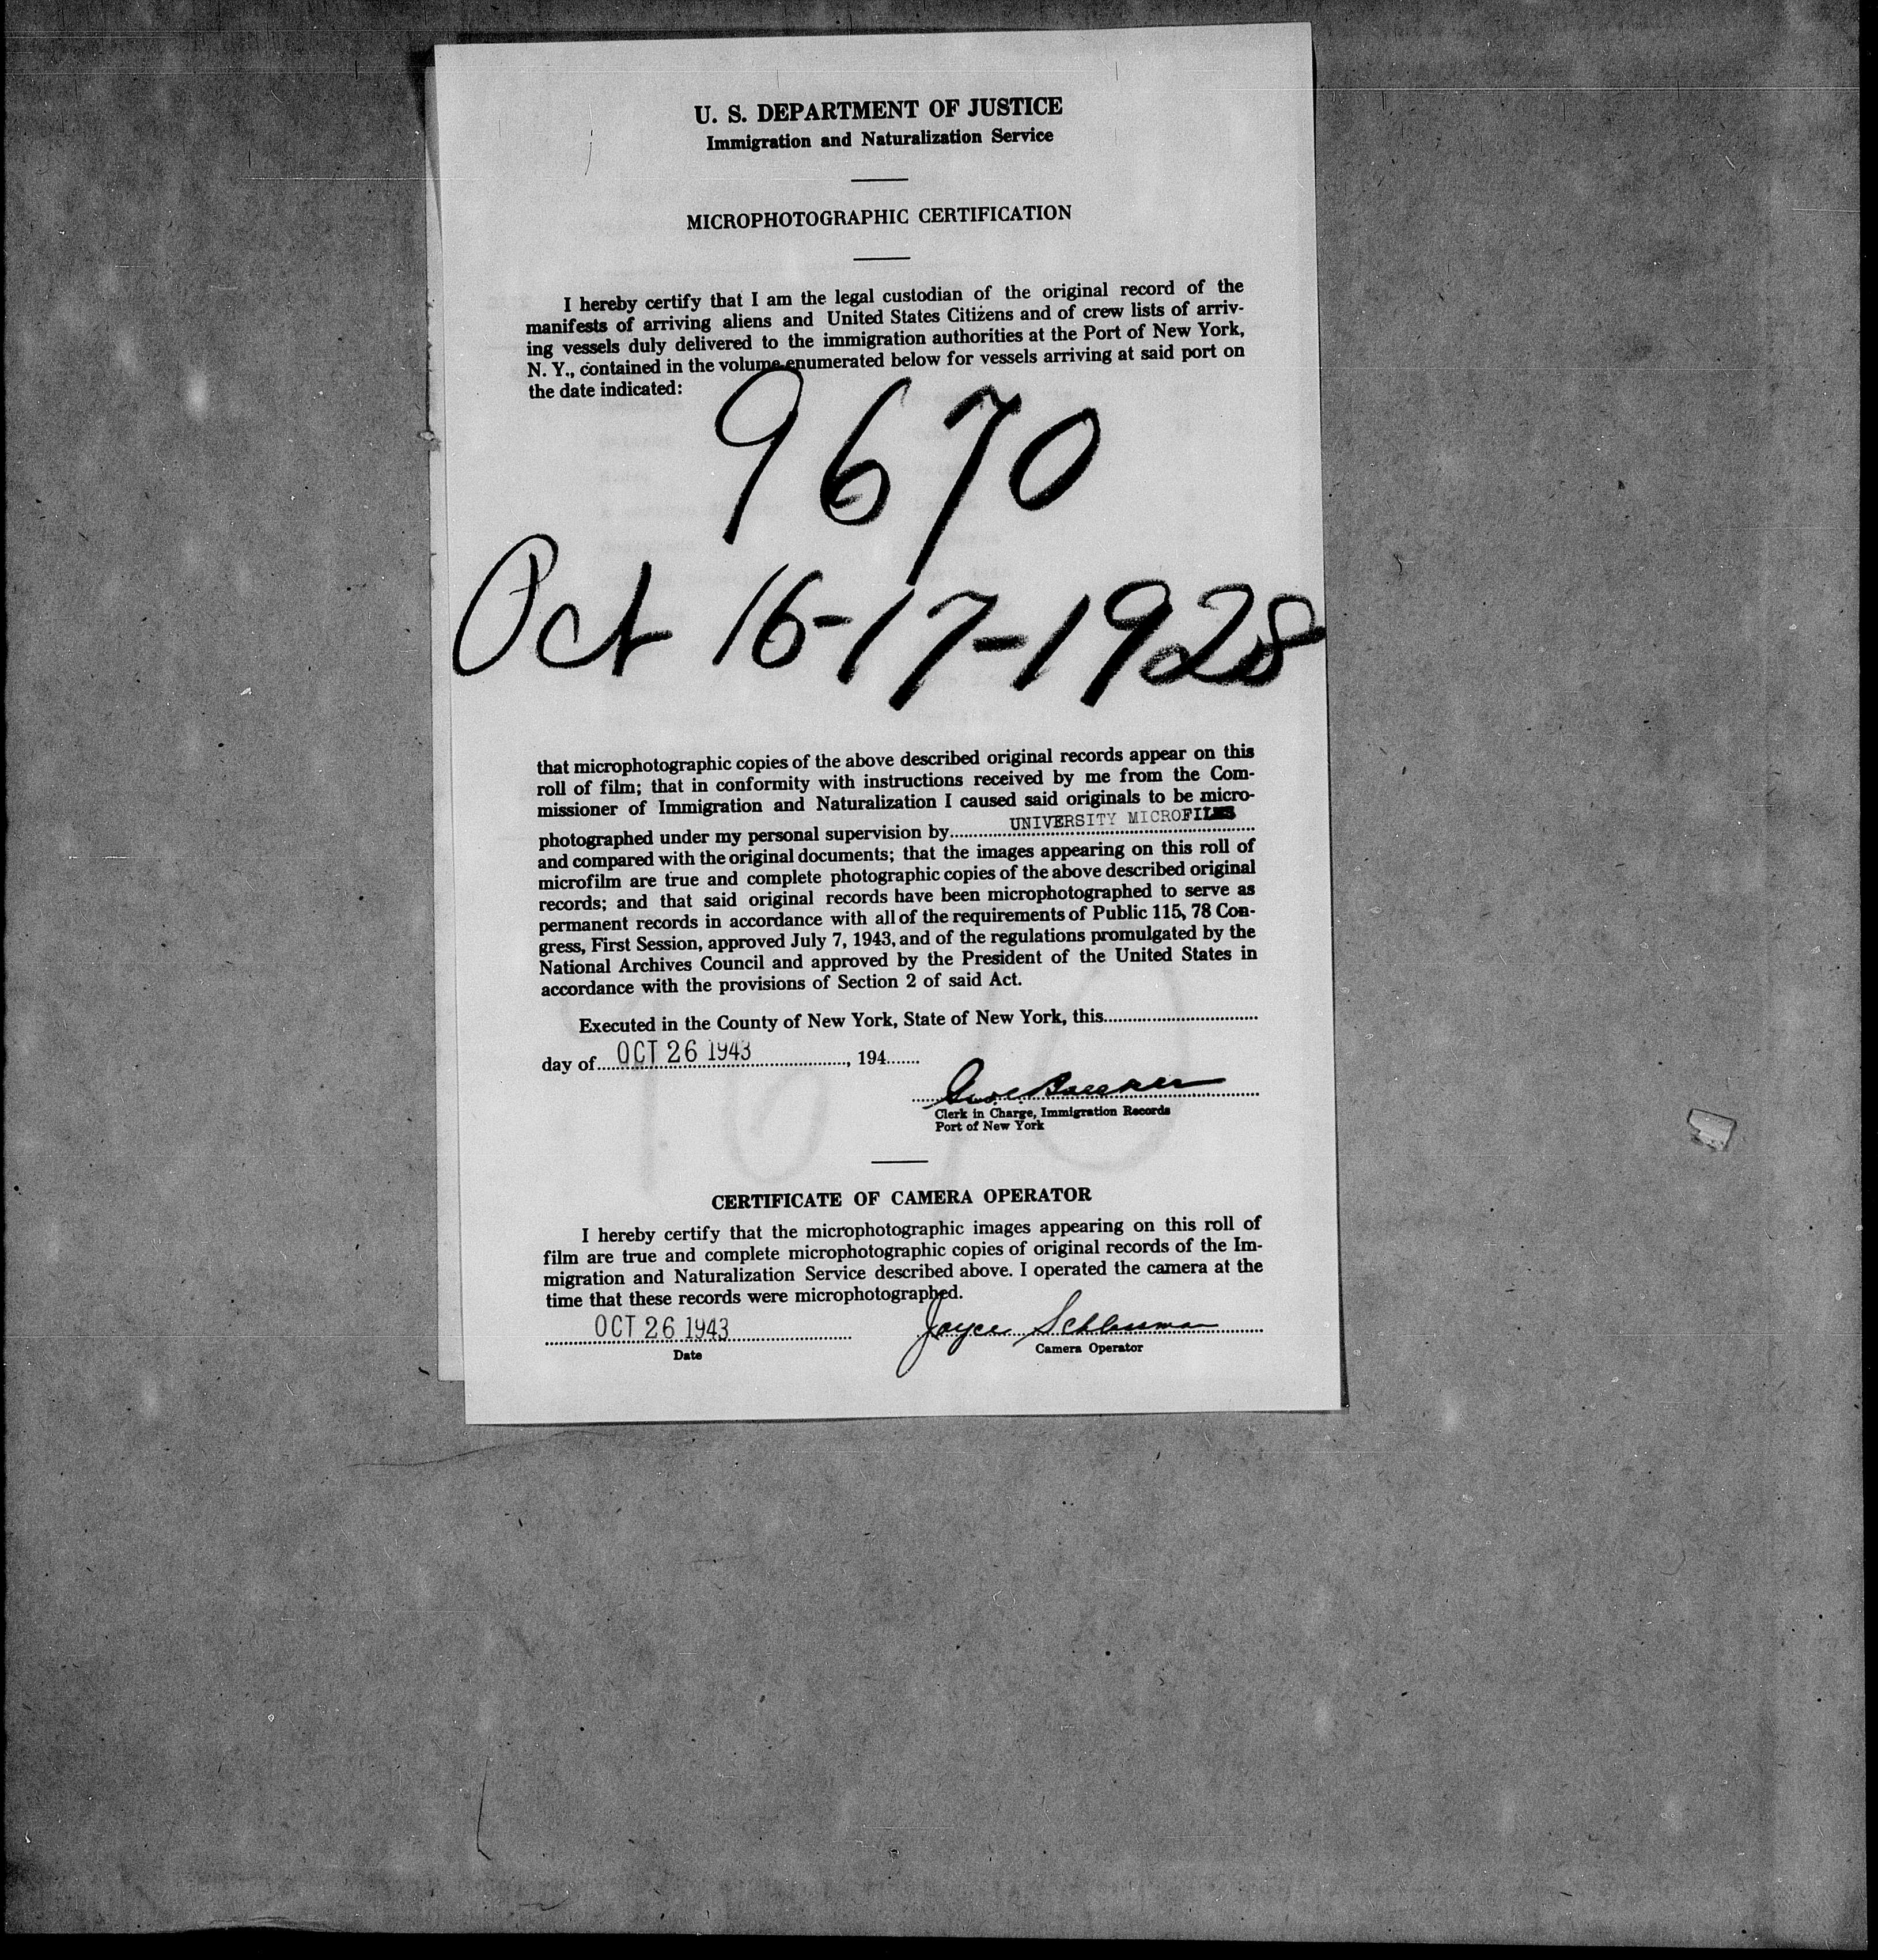 U. S. DEPARTMENT OF JUSTICE
Immigration and Naturalization Service
MICROPHOTOGRAPHIC CERTIFICATION
I hereby certify that I am the legal custodian of the original record of the
manifests of arriving aliens and United States Citizens and of crew lists of arriv-
ing vessels duly delivered to the immigration authorities at the Port of New York,
N. Y., contained in the volume enumerated below for vessels arriving at said port on
the date indicated:
9670
Oct 16-17-1928
that microphotographic copies of the above described original records appear on this
roll of film; that in conformity with instructions received by me from the Com-
missioner of Immigration and Naturalization I caused said originals to be micro-
photographed under my personal supervision by UNIVERSITY MICROFILMS
and compared with the original documents; that the images appearing on this roll of
microfilm are true and complete photographic copies of the above described original
records; and that said original records have been microphotographed to serve as
permanent records in accordance with all of the requirements of Public 115, 78 Con-
gress, First Session, approved July 7, 1943, and of the regulations promulgated by the
National Archives Council and approved by the President of the United States in
accordance with the provisions of Section 2 of said Act.
Executed in the County of New York, State of New York, this
day of OCT 26 1943, 194
Clerk in Charge, Immigration Records
Port of New York
CERTIFICATE OF CAMERA OPERATOR
I hereby certify that the microphotographic images appearing on this roll of
film are true and complete microphotographic copies of original records of the Im-
migration and Naturalization Service described above. I operated the camera at the
time that these records were microphotographed.
OCT 26 1943 Joyce
Date Camera Operator